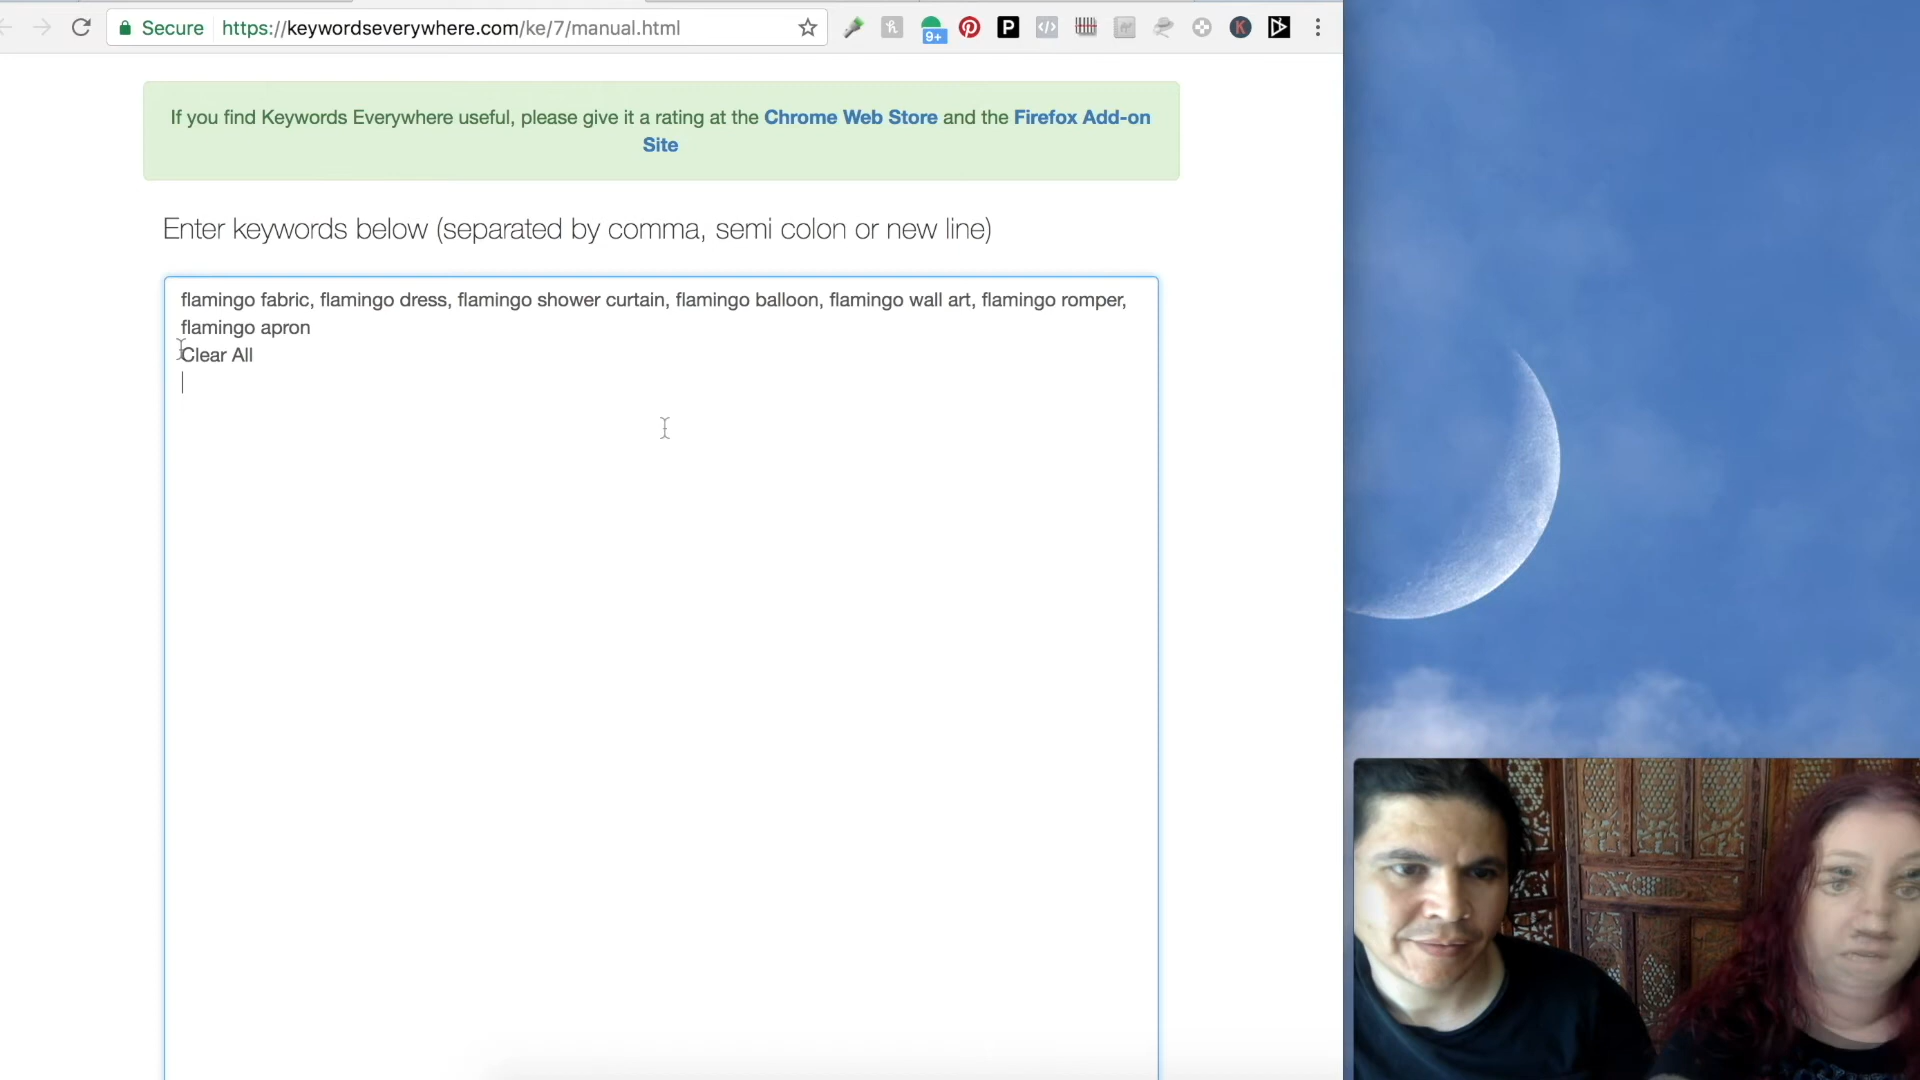 Secure https://keywordseverywhere.com/ke/7/manual.html
9+
P
K
If you find Keywords Everywhere useful, please give it a rating at the Chrome Web Store and the Firefox Add-on
Site
Enter keywords below (separated by comma, semi colon or new line)
flamingo fabric, flamingo dress, flamingo shower curtain, flamingo balloon, flamingo wall art, flamingo romper,
flamingo apron
Clear All